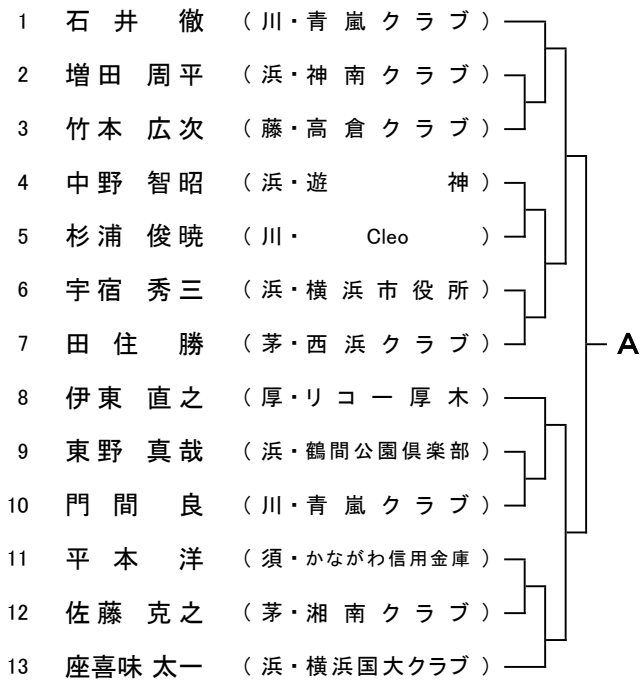 1 石井 徹 (川・青嵐クラブ)
2 増田 周平 (浜・神南クラブ)
3 竹本 広次 (藤・高倉クラブ)
4 中野 智昭 (浜・遊神)
5 杉浦 俊暁 (川・Cleo)
6 宇宿 秀三 (浜・横浜市役所)
7 田住 勝 (茅・西浜クラブ)
A
8 伊東 直之 (厚・リコー厚木)
9 東野 真哉 (浜・鶴間公園倶楽部)
10 門間 良 (川・青嵐クラブ)
11 平本 洋 (須・かながわ信用金庫)
12 佐藤 克之 (茅・湘南クラブ)
13 座喜味 太一 (浜・横浜国大クラブ)